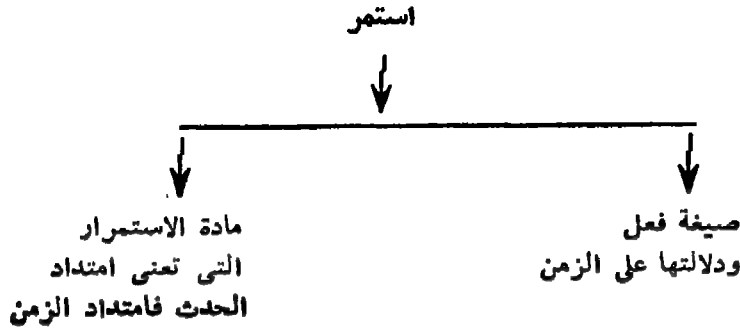 استمر
صيغة فعل
ودلالتها على الزمن
مادة الاستمرار
التى تعنى امتداد
الحدث فامتداد الزمن